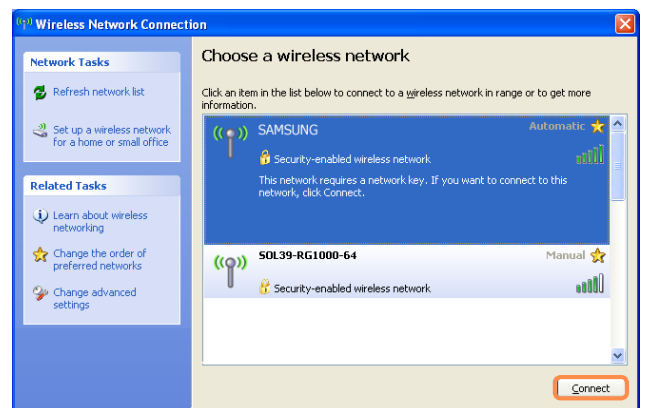 Wireless Network Connection
Network Tasks
Refresh network list
Set up a wireless network
for a home or small office
Related Tasks
Learn about wireless
networking
Change the order of
preferred networks
Change advanced
settings
Choose a wireless network
Click an item in the list below to connect to a wireless network in range or to get more
information.
SAMSUNG
Automatic
Security-enabled wireless network
This network requires a network key. If you want to connect to this
network, click Connect.
SOL39-RG1000-64
Manual
Security-enabled wireless network
Connect